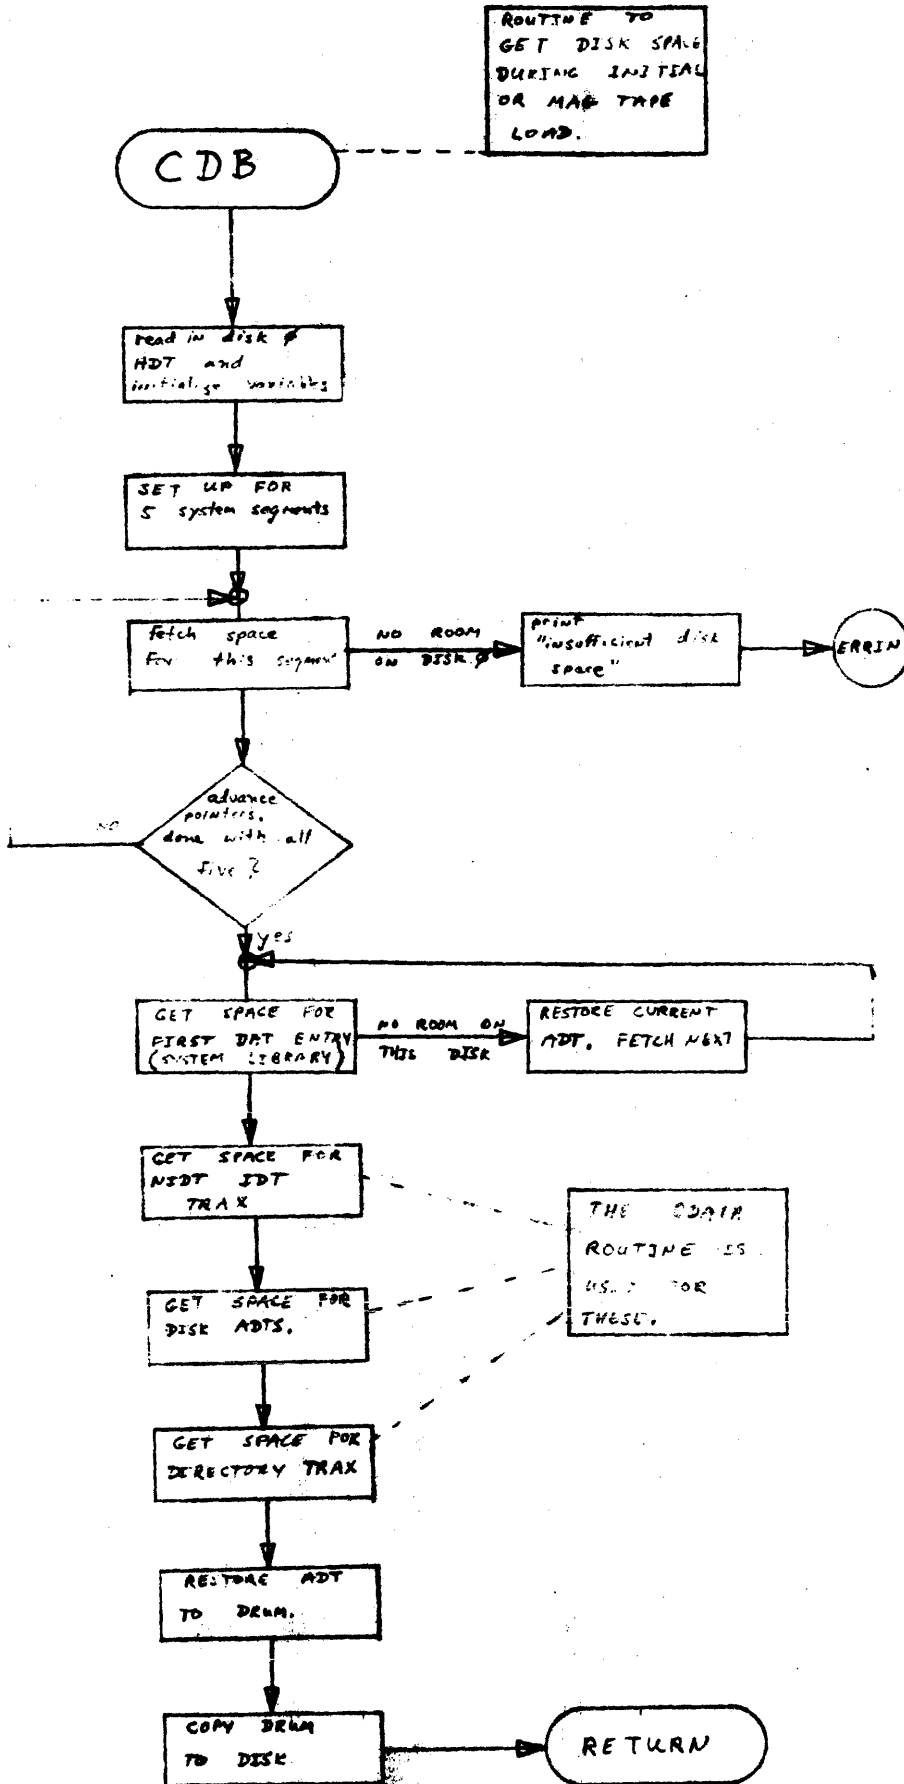 ROUTINE TO
GET DISK SPACE
DURING INITIAL
OR MAG TAPE
LOAD.
CDB
read in disk ø
ADT and
initialize variables
SET UP FOR
5 system segments
fetch space
for this segment
NO ROOM
ON DISK ø
print
"insufficient disk
space"
ERRIN
advance
pointers.
done with all
five?
NO
yes
GET SPACE FOR
FIRST DAT ENTRY
(SYSTEM LIBRARY)
NO ROOM ON
THIS DISK
RESTORE CURRENT
ADT. FETCH NEXT
GET SPACE FOR
NIDT IDT
TRAX
THE
ROUTINE IS
FOR
THESE.
GET SPACE FOR
DISK ADTS.
GET SPACE FOR
DIRECTORY TRAX
RESTORE ADT
TO DRUM.
COPY DRUM
TO DISK
RETURN